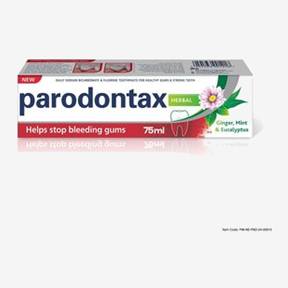 NEW
DAILY SODIUM BICARBONATE & FLUORIDE TOOTHPASTE FOR HEALTHY GUMS & STRONG TEETH
parodontax
HERBAL
Ginger, Mint
& Eucalyptus
Helps stop bleeding gums
75ml